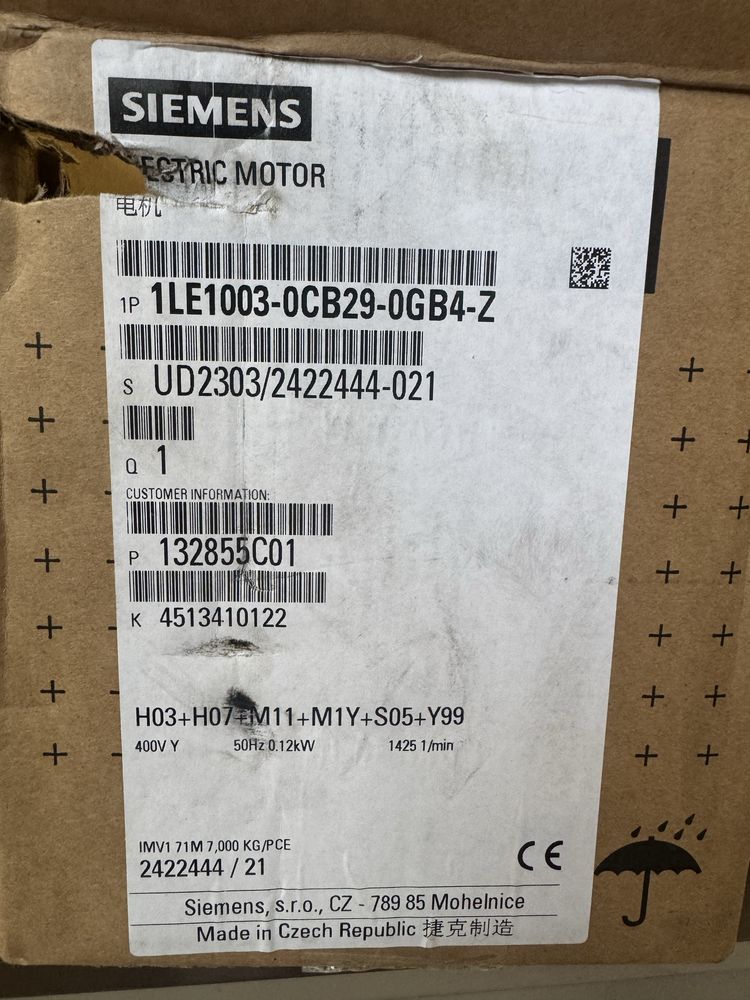 SIEMENS
ECTRIC MOTOR
电机
1P 1LE1003-0CB29-0GB4-Z
S UD2303/2422444-021
Q 1
CUSTOMER INFORMATION:
P 132855C01
K 4513410122
H03+H07+M11+M1Y+S05+Y99
400V Y 50Hz 0.12kW 1425 1/min
IMV1 71M 7,000 KG/PCE
2422444 / 21
CE
Siemens, s.r.o., CZ - 789 85 Mohelnice
Made in Czech Republic 捷克制造